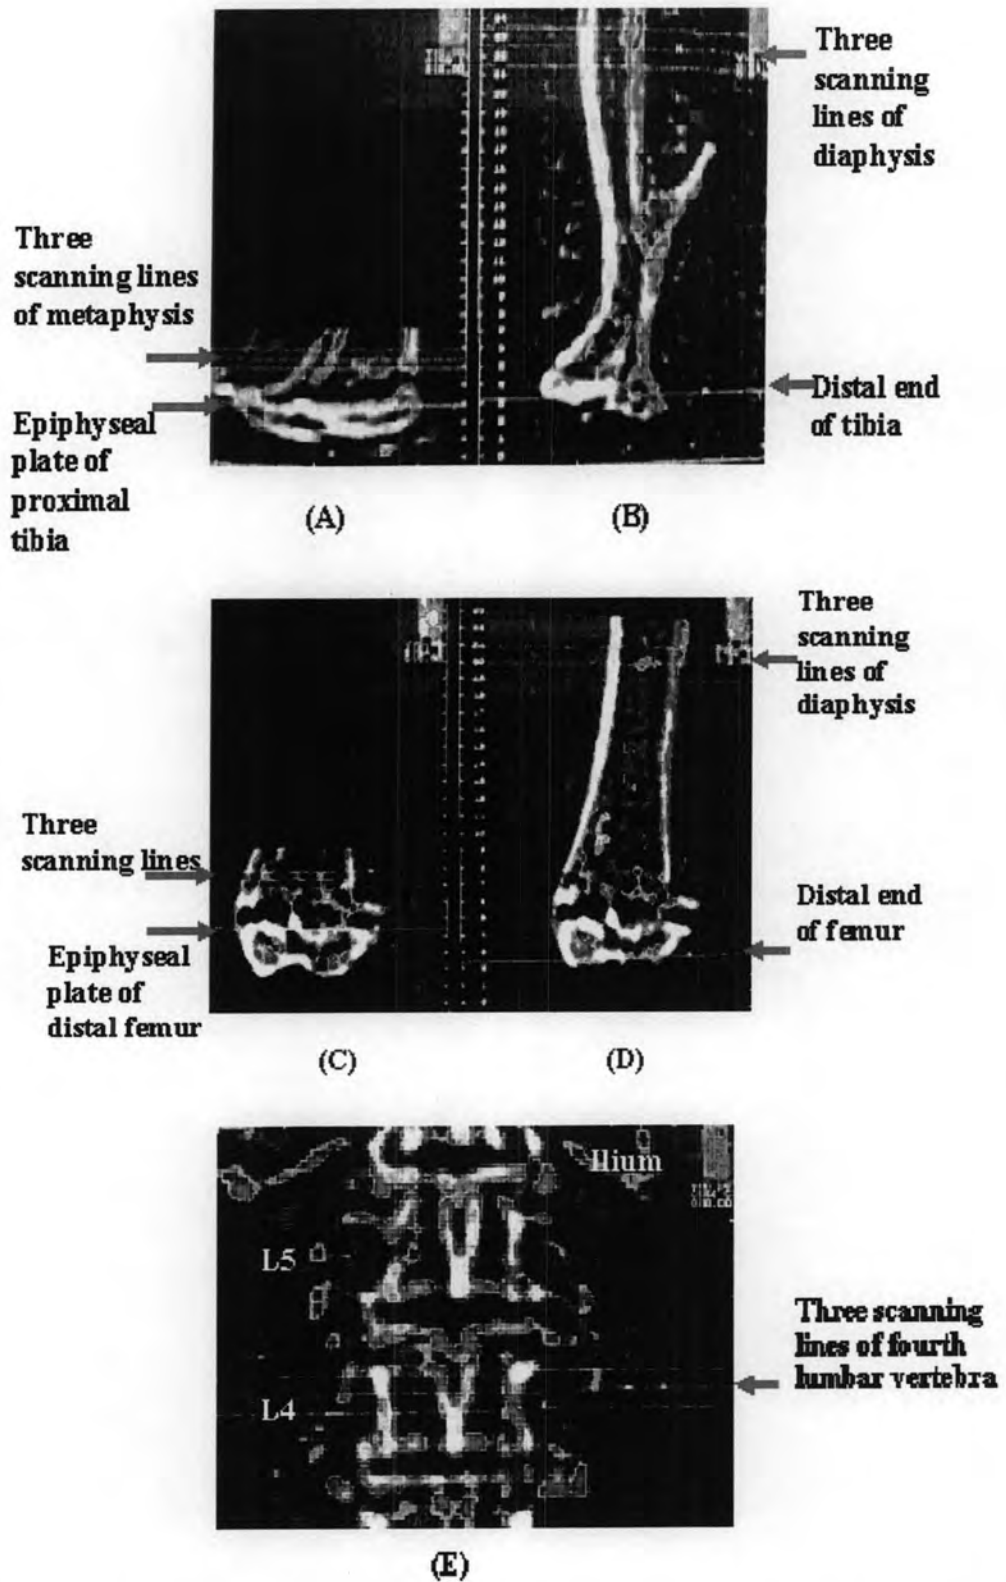 Three
scanning
lines of
diaphysis
Three
scanning lines
of metaphysis
Distal end
of tibia
Epiphyseal
plate of
proximal
tibia
(A)
(B)
Three
scanning
lines of
diaphysis
Three
scanning lines
Distal end
of femur
Epiphyseal
plate of
distal femur
(C)
(D)
Ilium
L5
Three scanning
lines of fourth
lumbar vertebra
L4
(E)